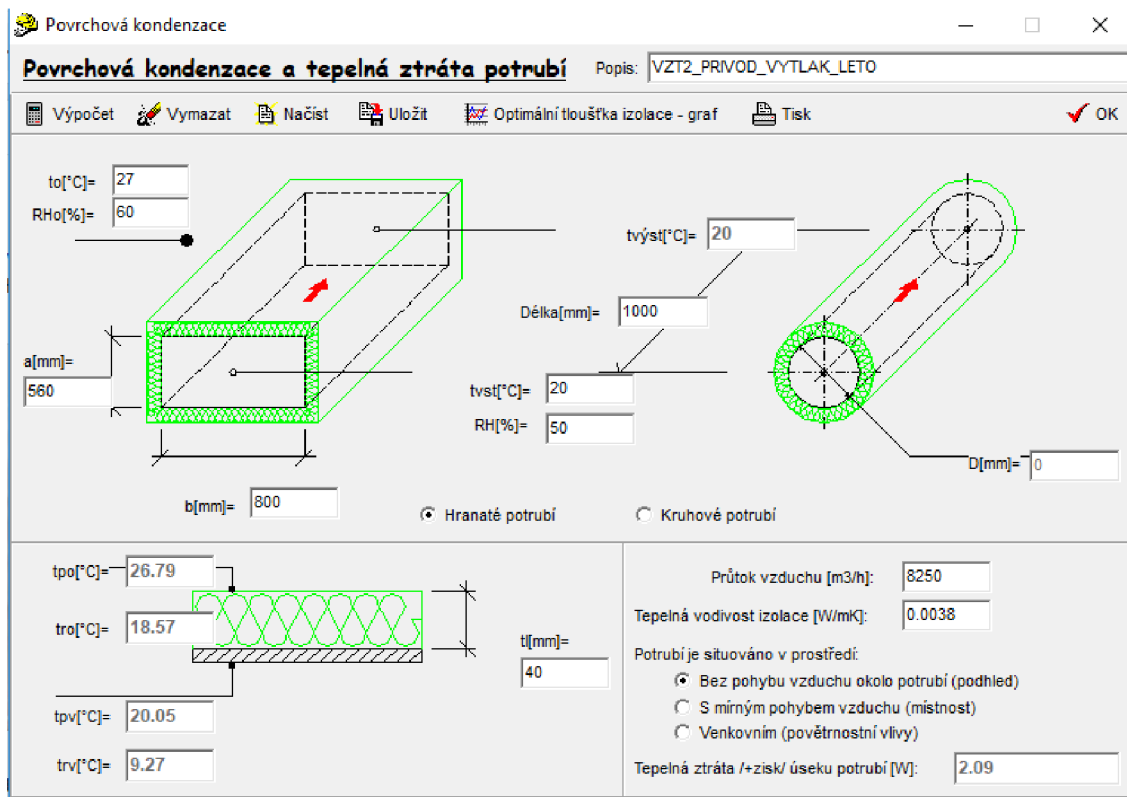 Povrchová kondenzace
Povrchová kondenzace a tepelná ztráta potrubí Popis: VZT2_PRIVOD_VYTLAK_LETO
Výpočet Vymazat Načíst Uložit Optimální tloušťka izolace - graf Tisk OK
to[°C]= 27
RHo[%]= 60
tvýst[°C]= 20
Délka[mm]= 1000
a[mm]=
560
tvst[°C]= 20
RH[%]= 50
D[mm]= 0
b[mm]= 800
Hranaté potrubí Kruhové potrubí
tpo[°C]= 26.79
tro[°C]= 18.57
tl[mm]=
40
tpv[°C]= 20.05
trv[°C]= 9.27
Průtok vzduchu [m3/h]: 8250
Tepelná vodivost izolace [W/mK]: 0.0038
Potrubí je situováno v prostředí:
Bez pohybu vzduchu okolo potrubí (podhled)
S mírným pohybem vzduchu (místnost)
Venkovním (povětrnostní vlivy)
Tepelná ztráta /+zisk/ úseku potrubí [W]: 2.09